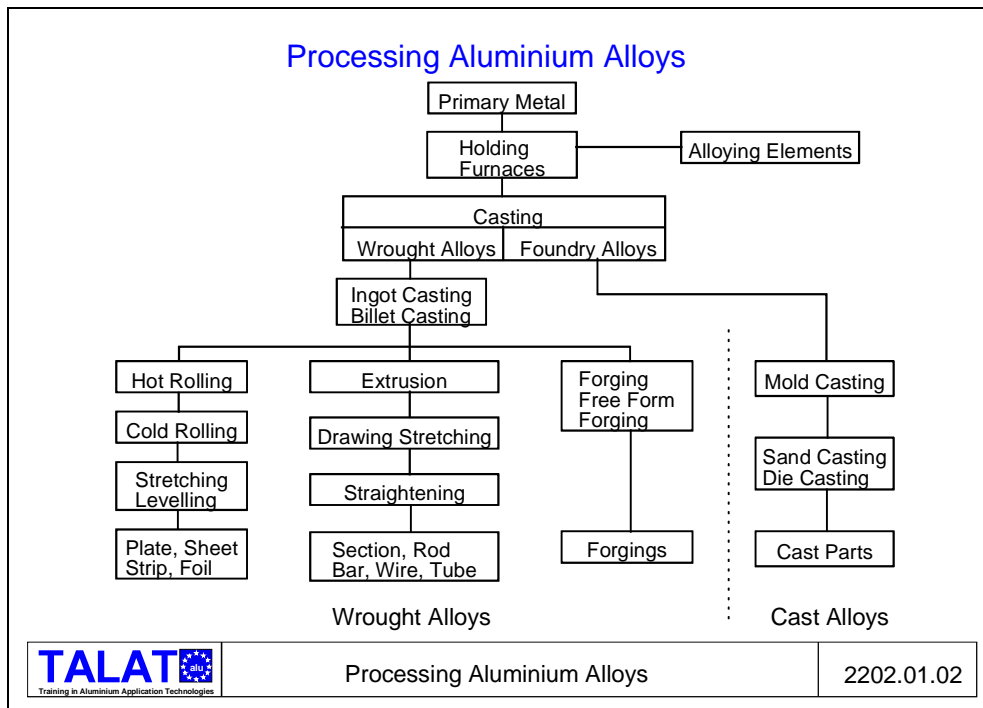 Processing Aluminium Alloys
Primary Metal
Holding
Furnaces
Alloying Elements
Casting
Wrought Alloys
Foundry Alloys
Ingot Casting
Billet Casting
Hot Rolling
Cold Rolling
Stretching
Levelling
Plate, Sheet
Strip, Foil
Extrusion
Drawing Stretching
Straightening
Section, Rod
Bar, Wire, Tube
Forging
Free Form
Forging
Forgings
Mold Casting
Sand Casting
Die Casting
Cast Parts
Wrought Alloys
Cast Alloys
TALAT
alu
Training in Aluminium Application Technologies
Processing Aluminium Alloys
2202.01.02